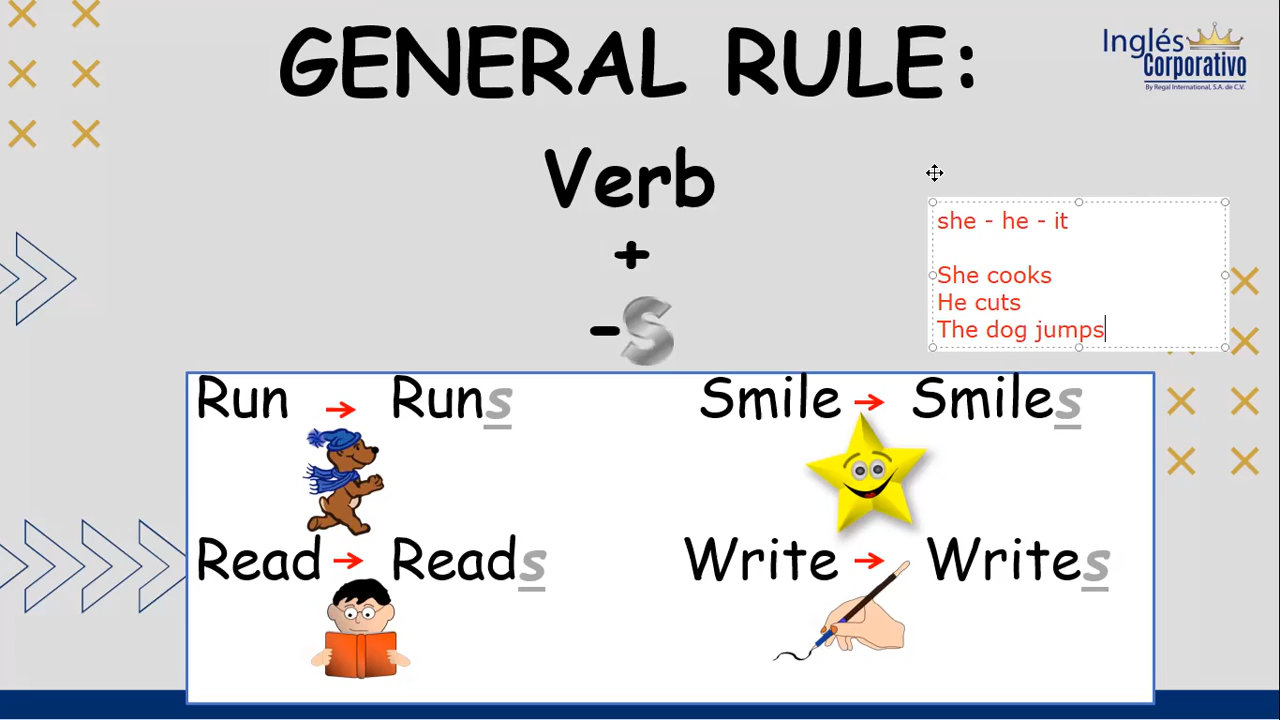 GENERAL RULE:
Inglés
Corporativo
By Regal International, S.A. de C.V.
Verb
+
-s
she - he - it
She cooks
He cuts
The dog jumps
Run → Runs
Smile → Smiles
Read → Reads
Write → Writes